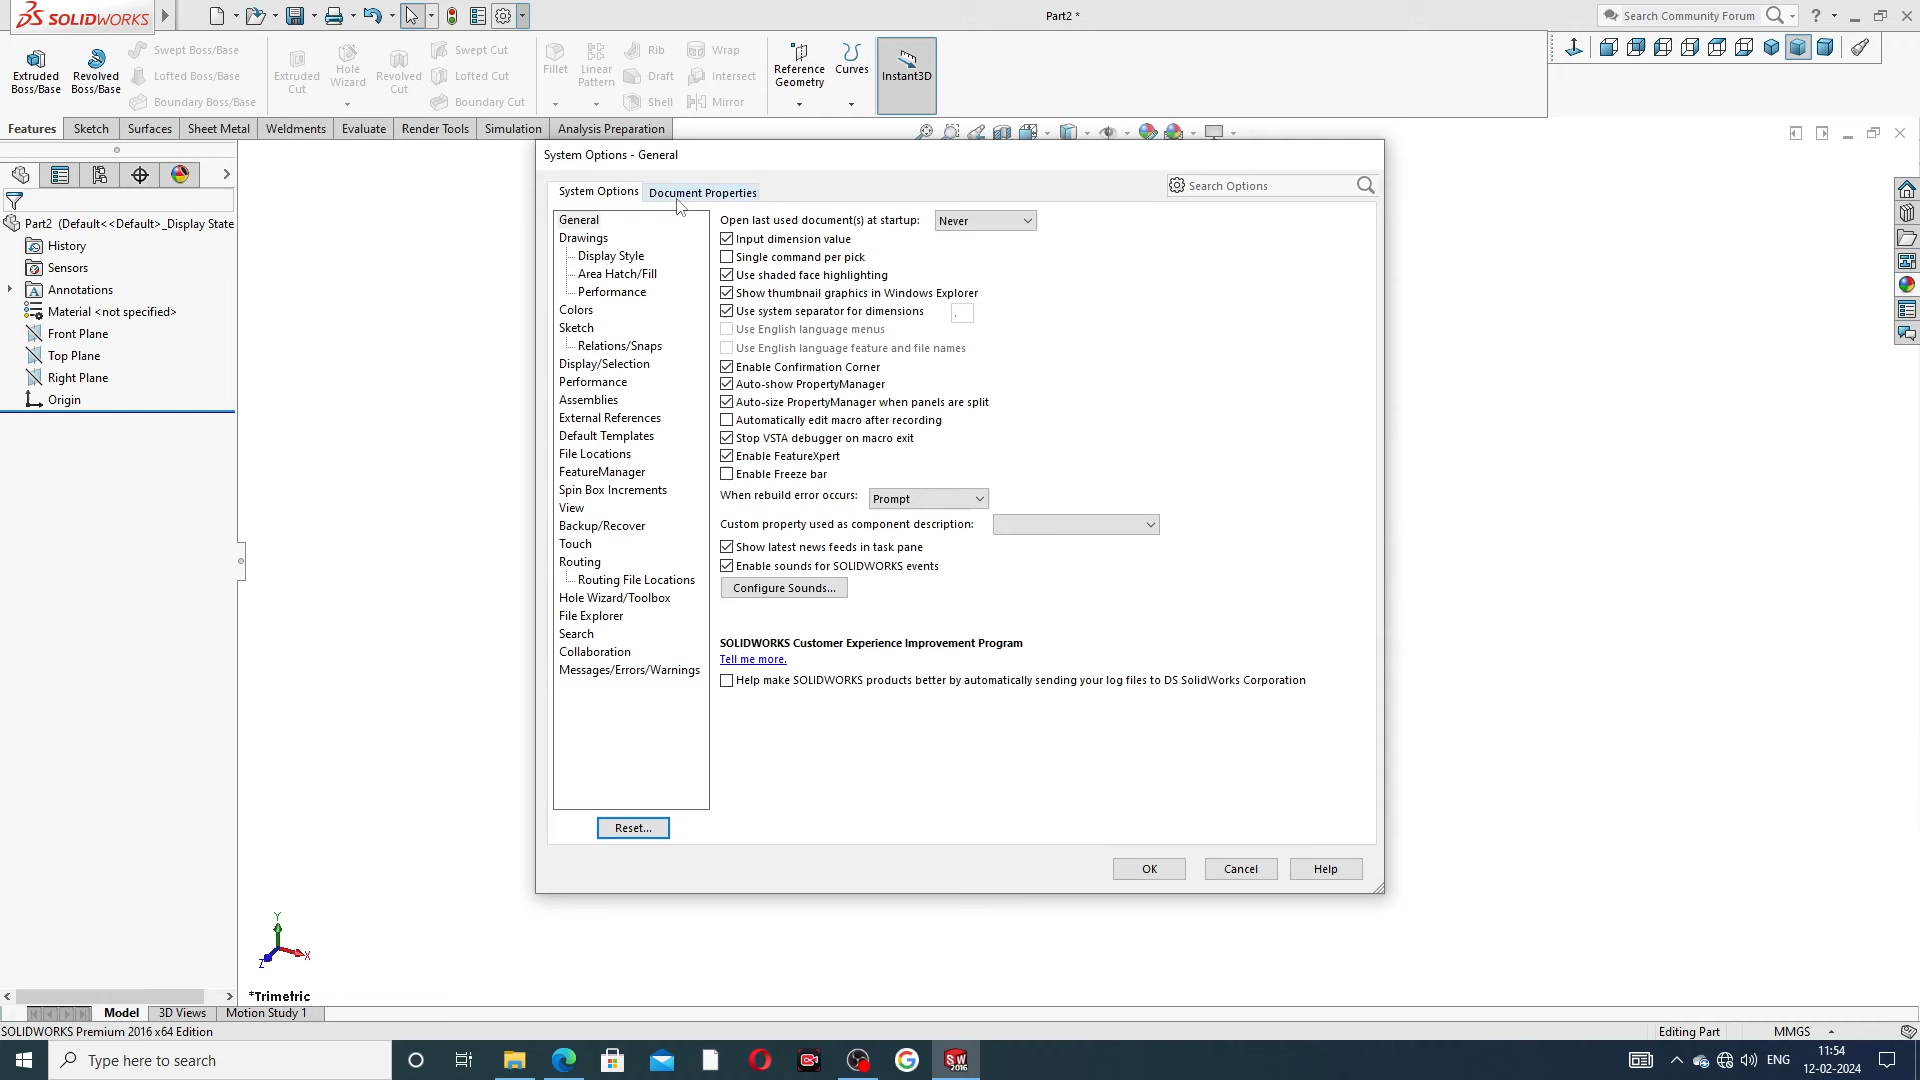 SOLIDWORKS
Part2 *
Search Community Forum
Extruded Boss/Base
Revolved Boss/Base
Swept Boss/Base
Lofted Boss/Base
Boundary Boss/Base
Extruded Cut
Hole Wizard
Revolved Cut
Swept Cut
Lofted Cut
Boundary Cut
Fillet
Linear Pattern
Rib
Draft
Shell
Wrap
Intersect
Mirror
Reference Geometry
Curves
Instant3D
Features
Sketch
Surfaces
Sheet Metal
Weldments
Evaluate
Render Tools
Simulation
Analysis Preparation
Part2 (Default<<Default>_Display State
History
Sensors
Annotations
Material <not specified>
Front Plane
Top Plane
Right Plane
Origin
System Options - General
System Options
Document Properties
Search Options
General
Drawings
Display Style
Area Hatch/Fill
Performance
Colors
Sketch
Relations/Snaps
Display/Selection
Performance
Assemblies
External References
Default Templates
File Locations
FeatureManager
Spin Box Increments
View
Backup/Recover
Touch
Routing
Routing File Locations
Hole Wizard/Toolbox
File Explorer
Search
Collaboration
Messages/Errors/Warnings
Reset...
Open last used document(s) at startup: Never
Input dimension value
Single command per pick
Use shaded face highlighting
Show thumbnail graphics in Windows Explorer
Use system separator for dimensions .
Use English language menus
Use English language feature and file names
Enable Confirmation Corner
Auto-show PropertyManager
Auto-size PropertyManager when panels are split
Automatically edit macro after recording
Stop VSTA debugger on macro exit
Enable FeatureXpert
Enable Freeze bar
When rebuild error occurs: Prompt
Custom property used as component description:
Show latest news feeds in task pane
Enable sounds for SOLIDWORKS events
Configure Sounds...
SOLIDWORKS Customer Experience Improvement Program
Tell me more.
Help make SOLIDWORKS products better by automatically sending your log files to DS SolidWorks Corporation
OK
Cancel
Help
Y
X
Z
*Trimetric
Model
3D Views
Motion Study 1
SOLIDWORKS Premium 2016 x64 Edition
Editing Part
MMGS
Type here to search
SW
2016
ENG
11:54
12-02-2024